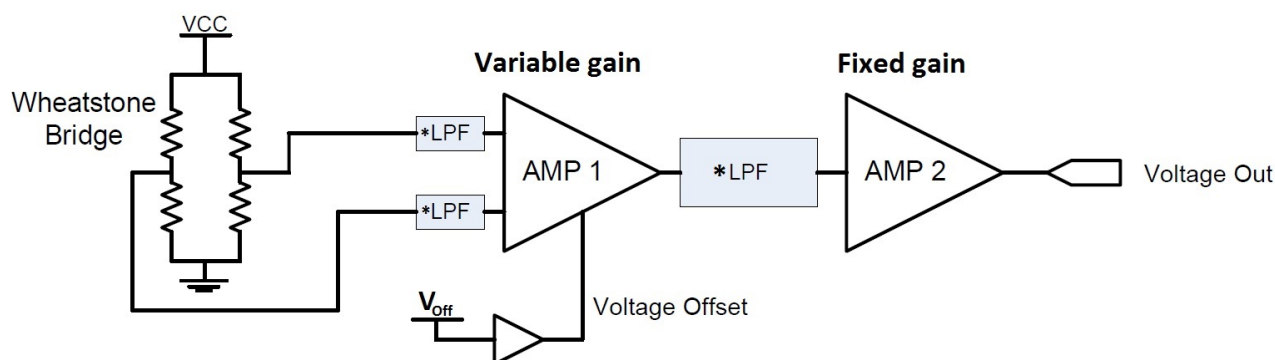 VCC
Wheatstone
Bridge
Variable gain
Fixed gain
*LPF
*LPF
AMP 1
*LPF
AMP 2
Voltage Out
Voff
Voltage Offset